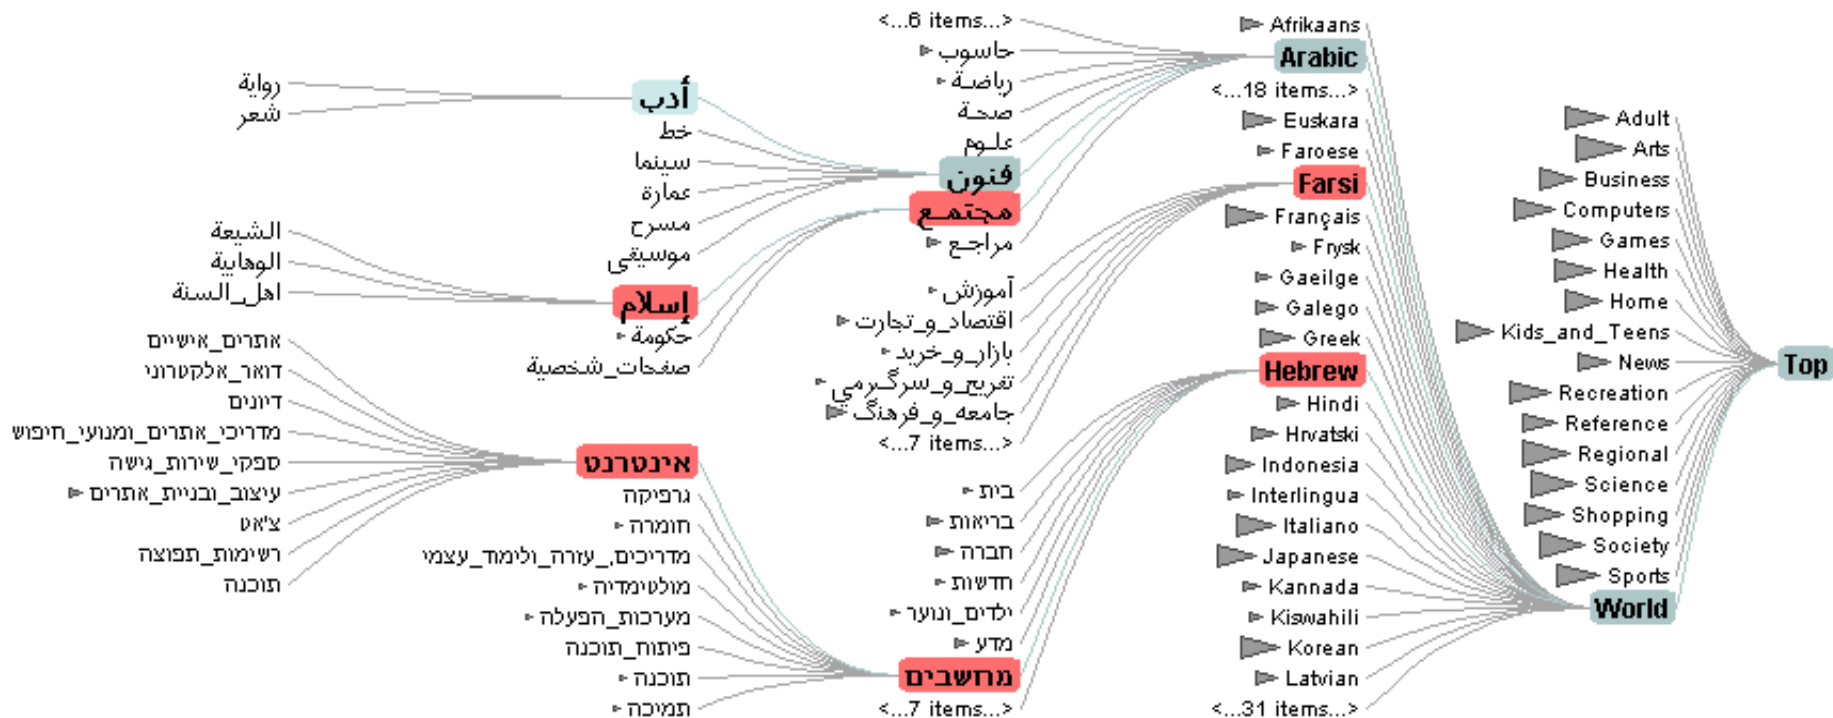 Top
Adult
Arts
Business
Computers
Games
Health
Home
Kids_and_Teens
News
Recreation
Reference
Regional
Science
Shopping
Society
Sports
World
Afrikaans
Arabic
<...18 items...>
Euskara
Faroese
Farsi
Français
Frysk
Gaeilge
Galego
Greek
Hebrew
Hindi
Hrvatski
Indonesia
Interlingua
Italiano
Japanese
Kannada
Kiswahili
Korean
Latvian
<...31 items...>
<...6 items...>
حاسوب
رياضة
صحة
علوم
فنون
مجتمع
مراجع
آموزش
اقتصاد_و_تجارت
بازار_و_خريد
تفريح_و_سرگرمي
جامعه_و_فرهنگ
<...7 items...>
בית
בריאות
חברה
חדשות
ילדים_ונוער
מדע
מחשבים
<...7 items...>
أدب
خط
سينما
عمارة
مسرح
موسيقى
إسلام
حكومة
صفحات_شخصية
אינטרנט
גרפיקה
חומרה
מדריכים,_עזרה_ולימוד_עצמי
מולטימדיה
מערכות_הפעלה
פיתוח_תוכנה
תוכנה
תמיכה
رواية
شعر
الشيعة
الوهابية
اهل_السنة
אתרים_אישיים
דואר_אלקטרוני
דיונים
מדריכי_אתרים_ומנועי_חיפוש
ספקי_שירות_גישה
עיצוב_ובניית_אתרים
צ'אט
רשימות_תפוצה
תוכנה